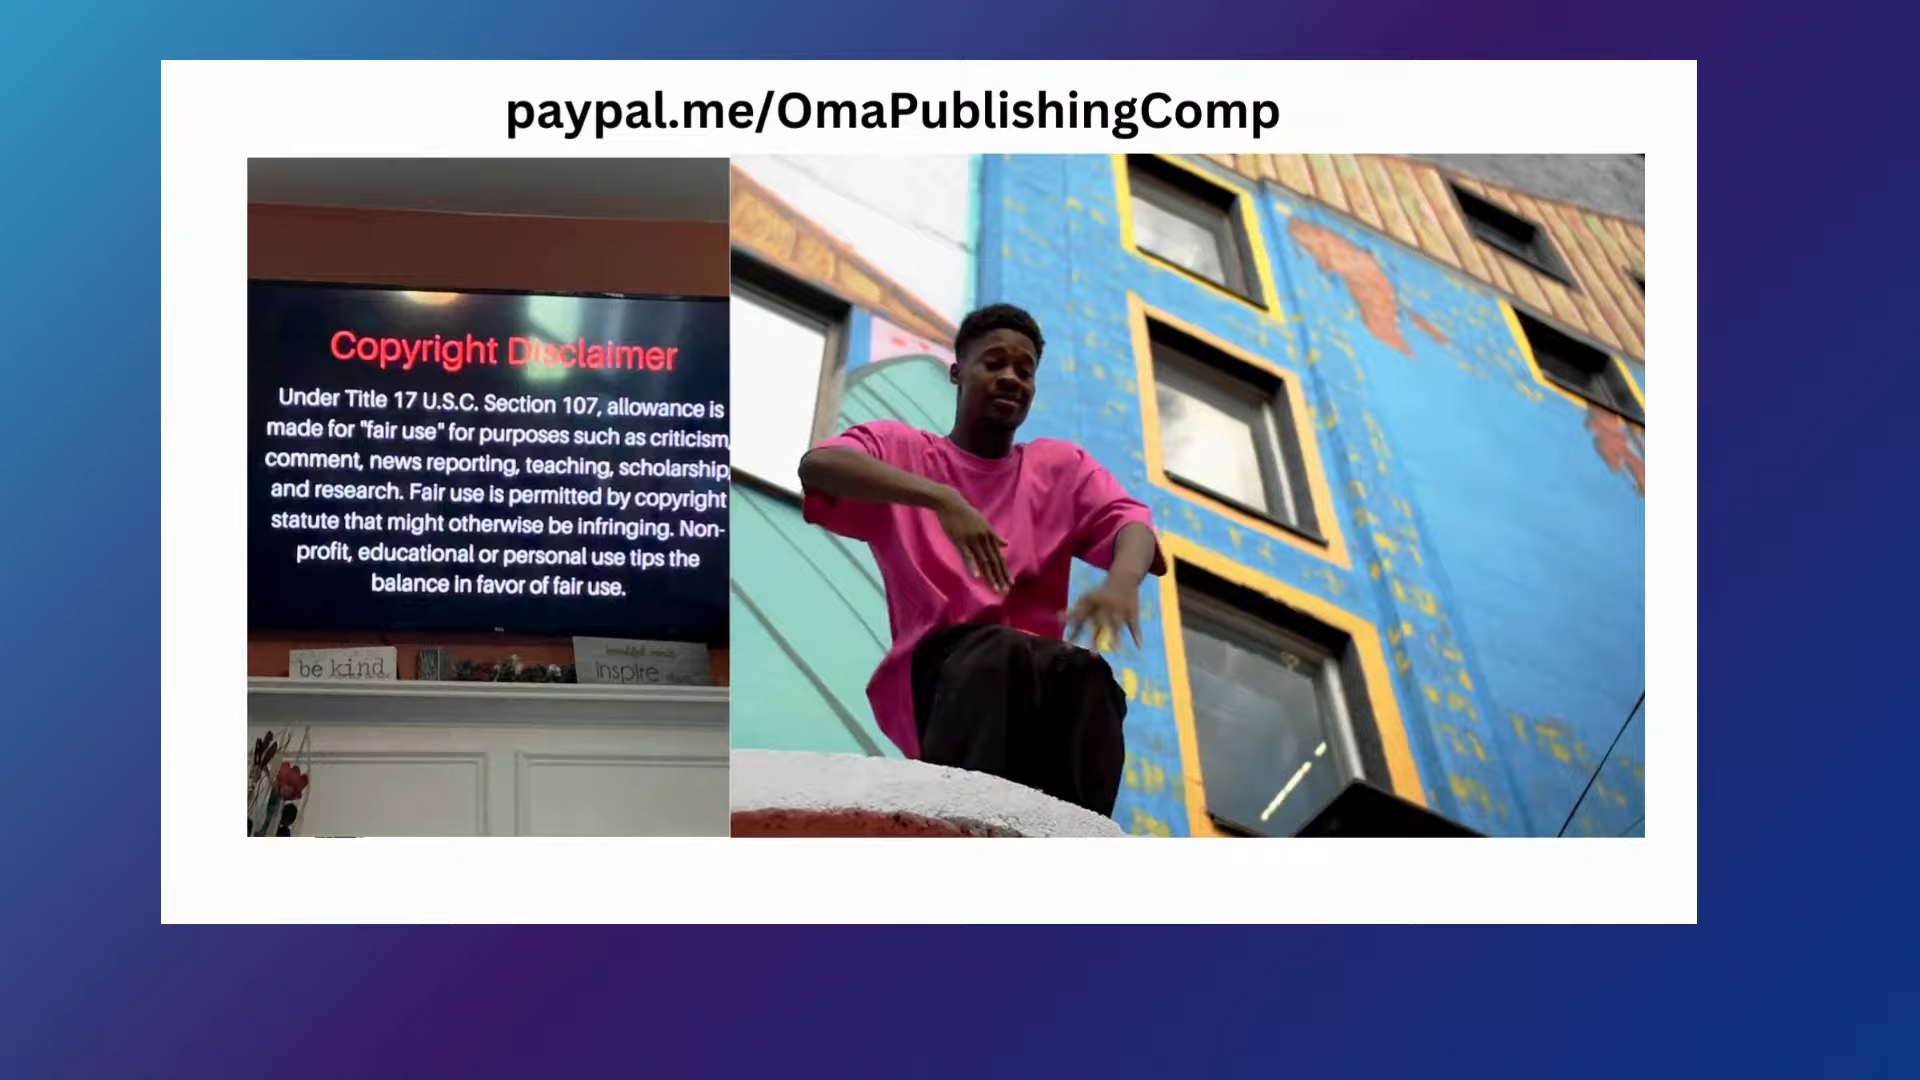 paypal.me/OmaPublishingComp
Copyright Disclaimer
Under Title 17 U.S.C. Section 107, allowance is
made for "fair use" for purposes such as criticism,
comment, news reporting, teaching, scholarship,
and research. Fair use is permitted by copyright
statute that might otherwise be infringing. Non-
profit, educational or personal use tips the
balance in favor of fair use.
be kind
inspire